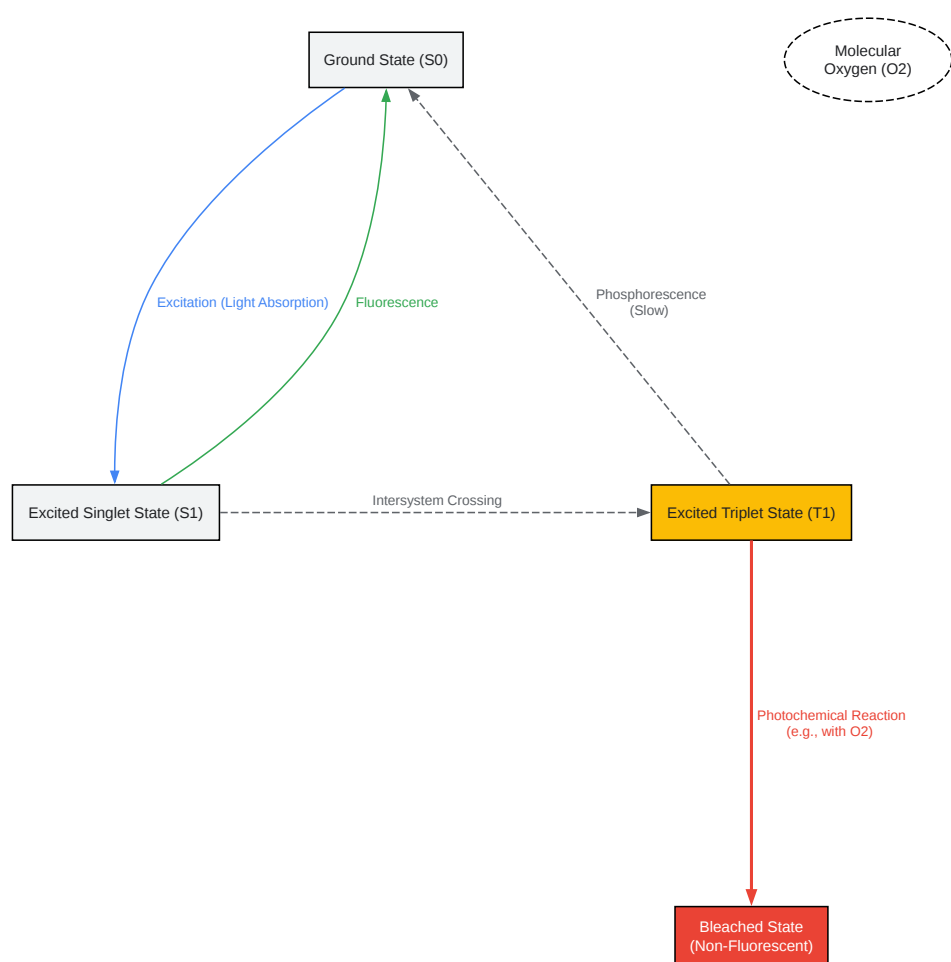 Ground State (S0)
Molecular
Oxygen (O2)
Excitation (Light Absorption)
Fluorescence
Phosphorescence
(Slow)
Excited Singlet State (S1)
Intersystem Crossing
Excited Triplet State (T1)
Photochemical Reaction
(e.g., with O2)
Bleached State
(Non-Fluorescent)